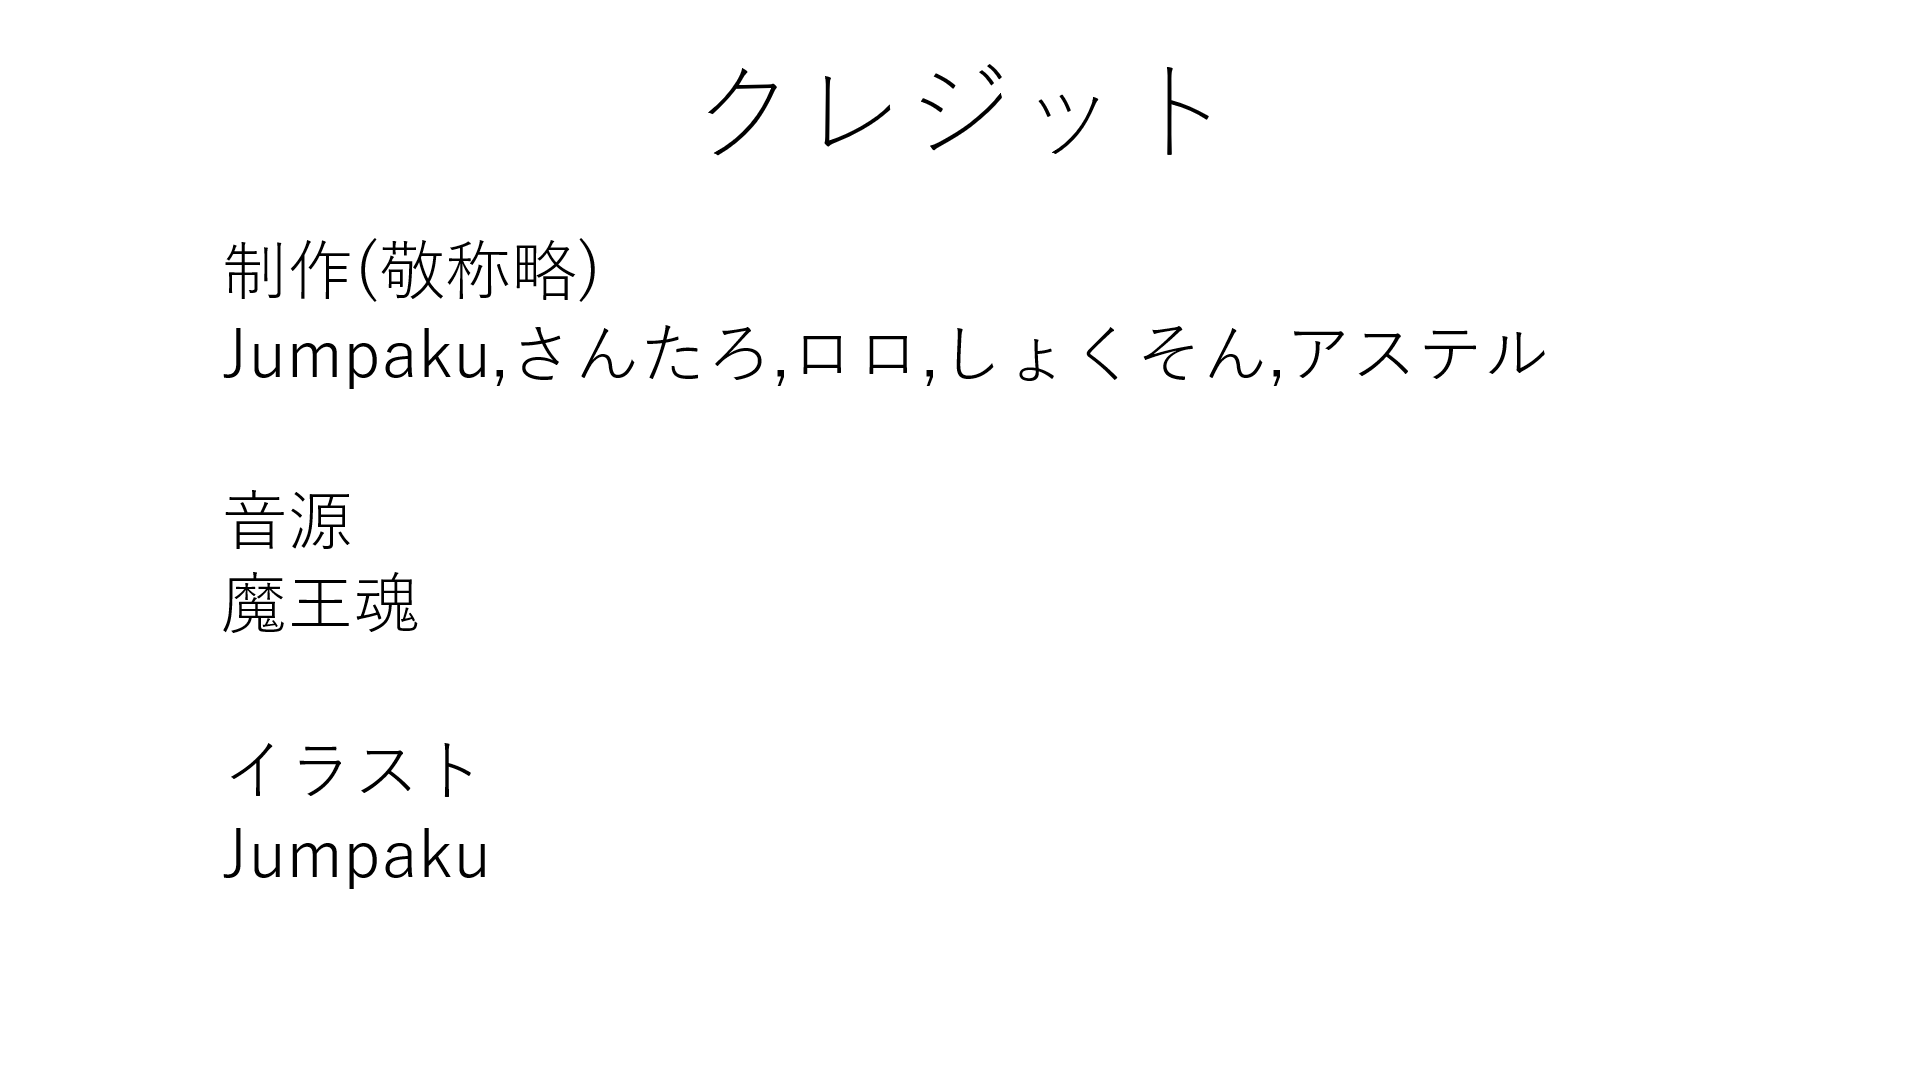 クレジット
制作(敬称略)
Jumpaku,さんたろ,ロロ,しょくそん,アステル
音源
魔王魂
イラスト
Jumpaku